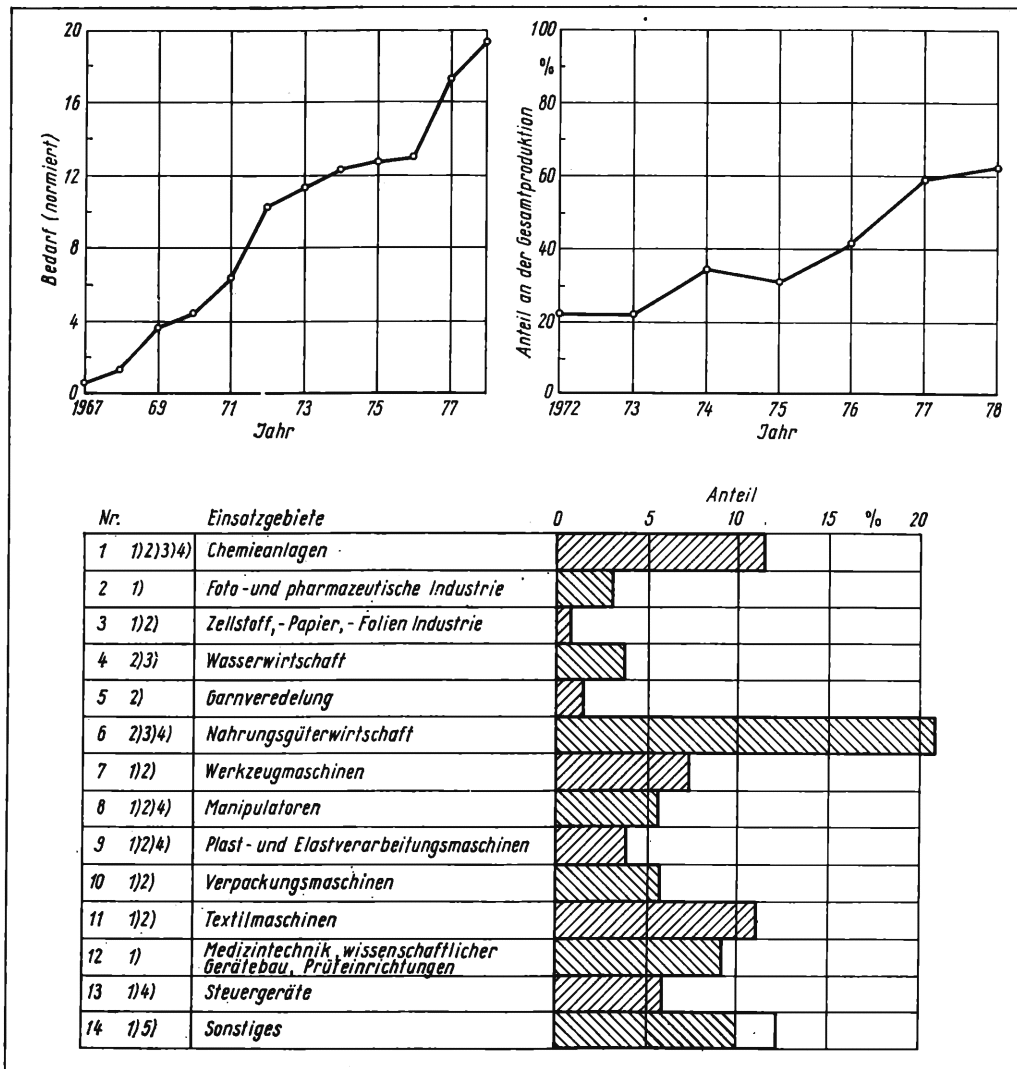 20
16
12
8
4
0
Bedarf (normiert)
1967 69 71 73 75 77
Jahr
100
%
80
60
40
20
0
Anteil an der Gesamtproduktion
1972 73 74 75 76 77 78
Jahr
Anteil
Nr. Einsatzgebiete 0 5 10 15 % 20
1 1)2)3)4) Chemieanlagen
2 1) Foto-und pharmazeutische Industrie
3 1)2) Zellstoff,-Papier,-Folien Industrie
4 2)3) Wasserwirtschaft
5 2) Garnveredelung
6 2)3)4) Nahrungsgüterwirtschaft
7 1)2) Werkzeugmaschinen
8 1)2)4) Manipulatoren
9 1)2)4) Plast- und Elastverarbeitungsmaschinen
10 1)2) Verpackungsmaschinen
11 1)2) Textilmaschinen
12 1) Medizintechnik, wissenschaftlicher
Gerätebau, Prüfeinrichtungen
13 1)4) Steuergeräte
14 1)5) Sonstiges